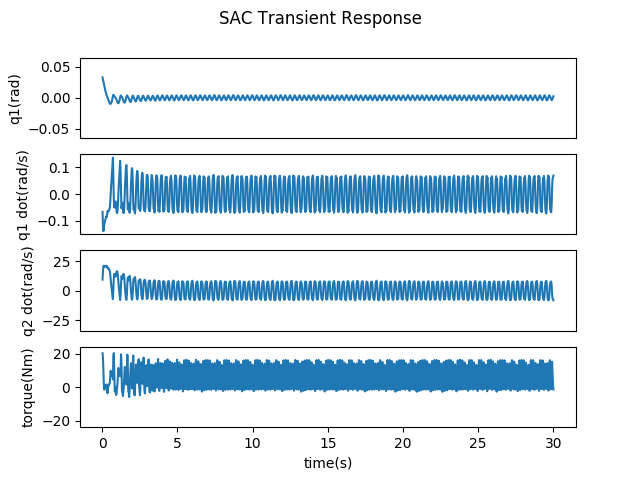 SAC Transient Response
q1(rad)
0.05
0.00
−0.05
q1 dot(rad/s)
0.1
0.0
−0.1
q2 dot(rad/s)
25
0
−25
torque(Nm)
20
0
−20
0 5 10 15 20 25 30
time(s)